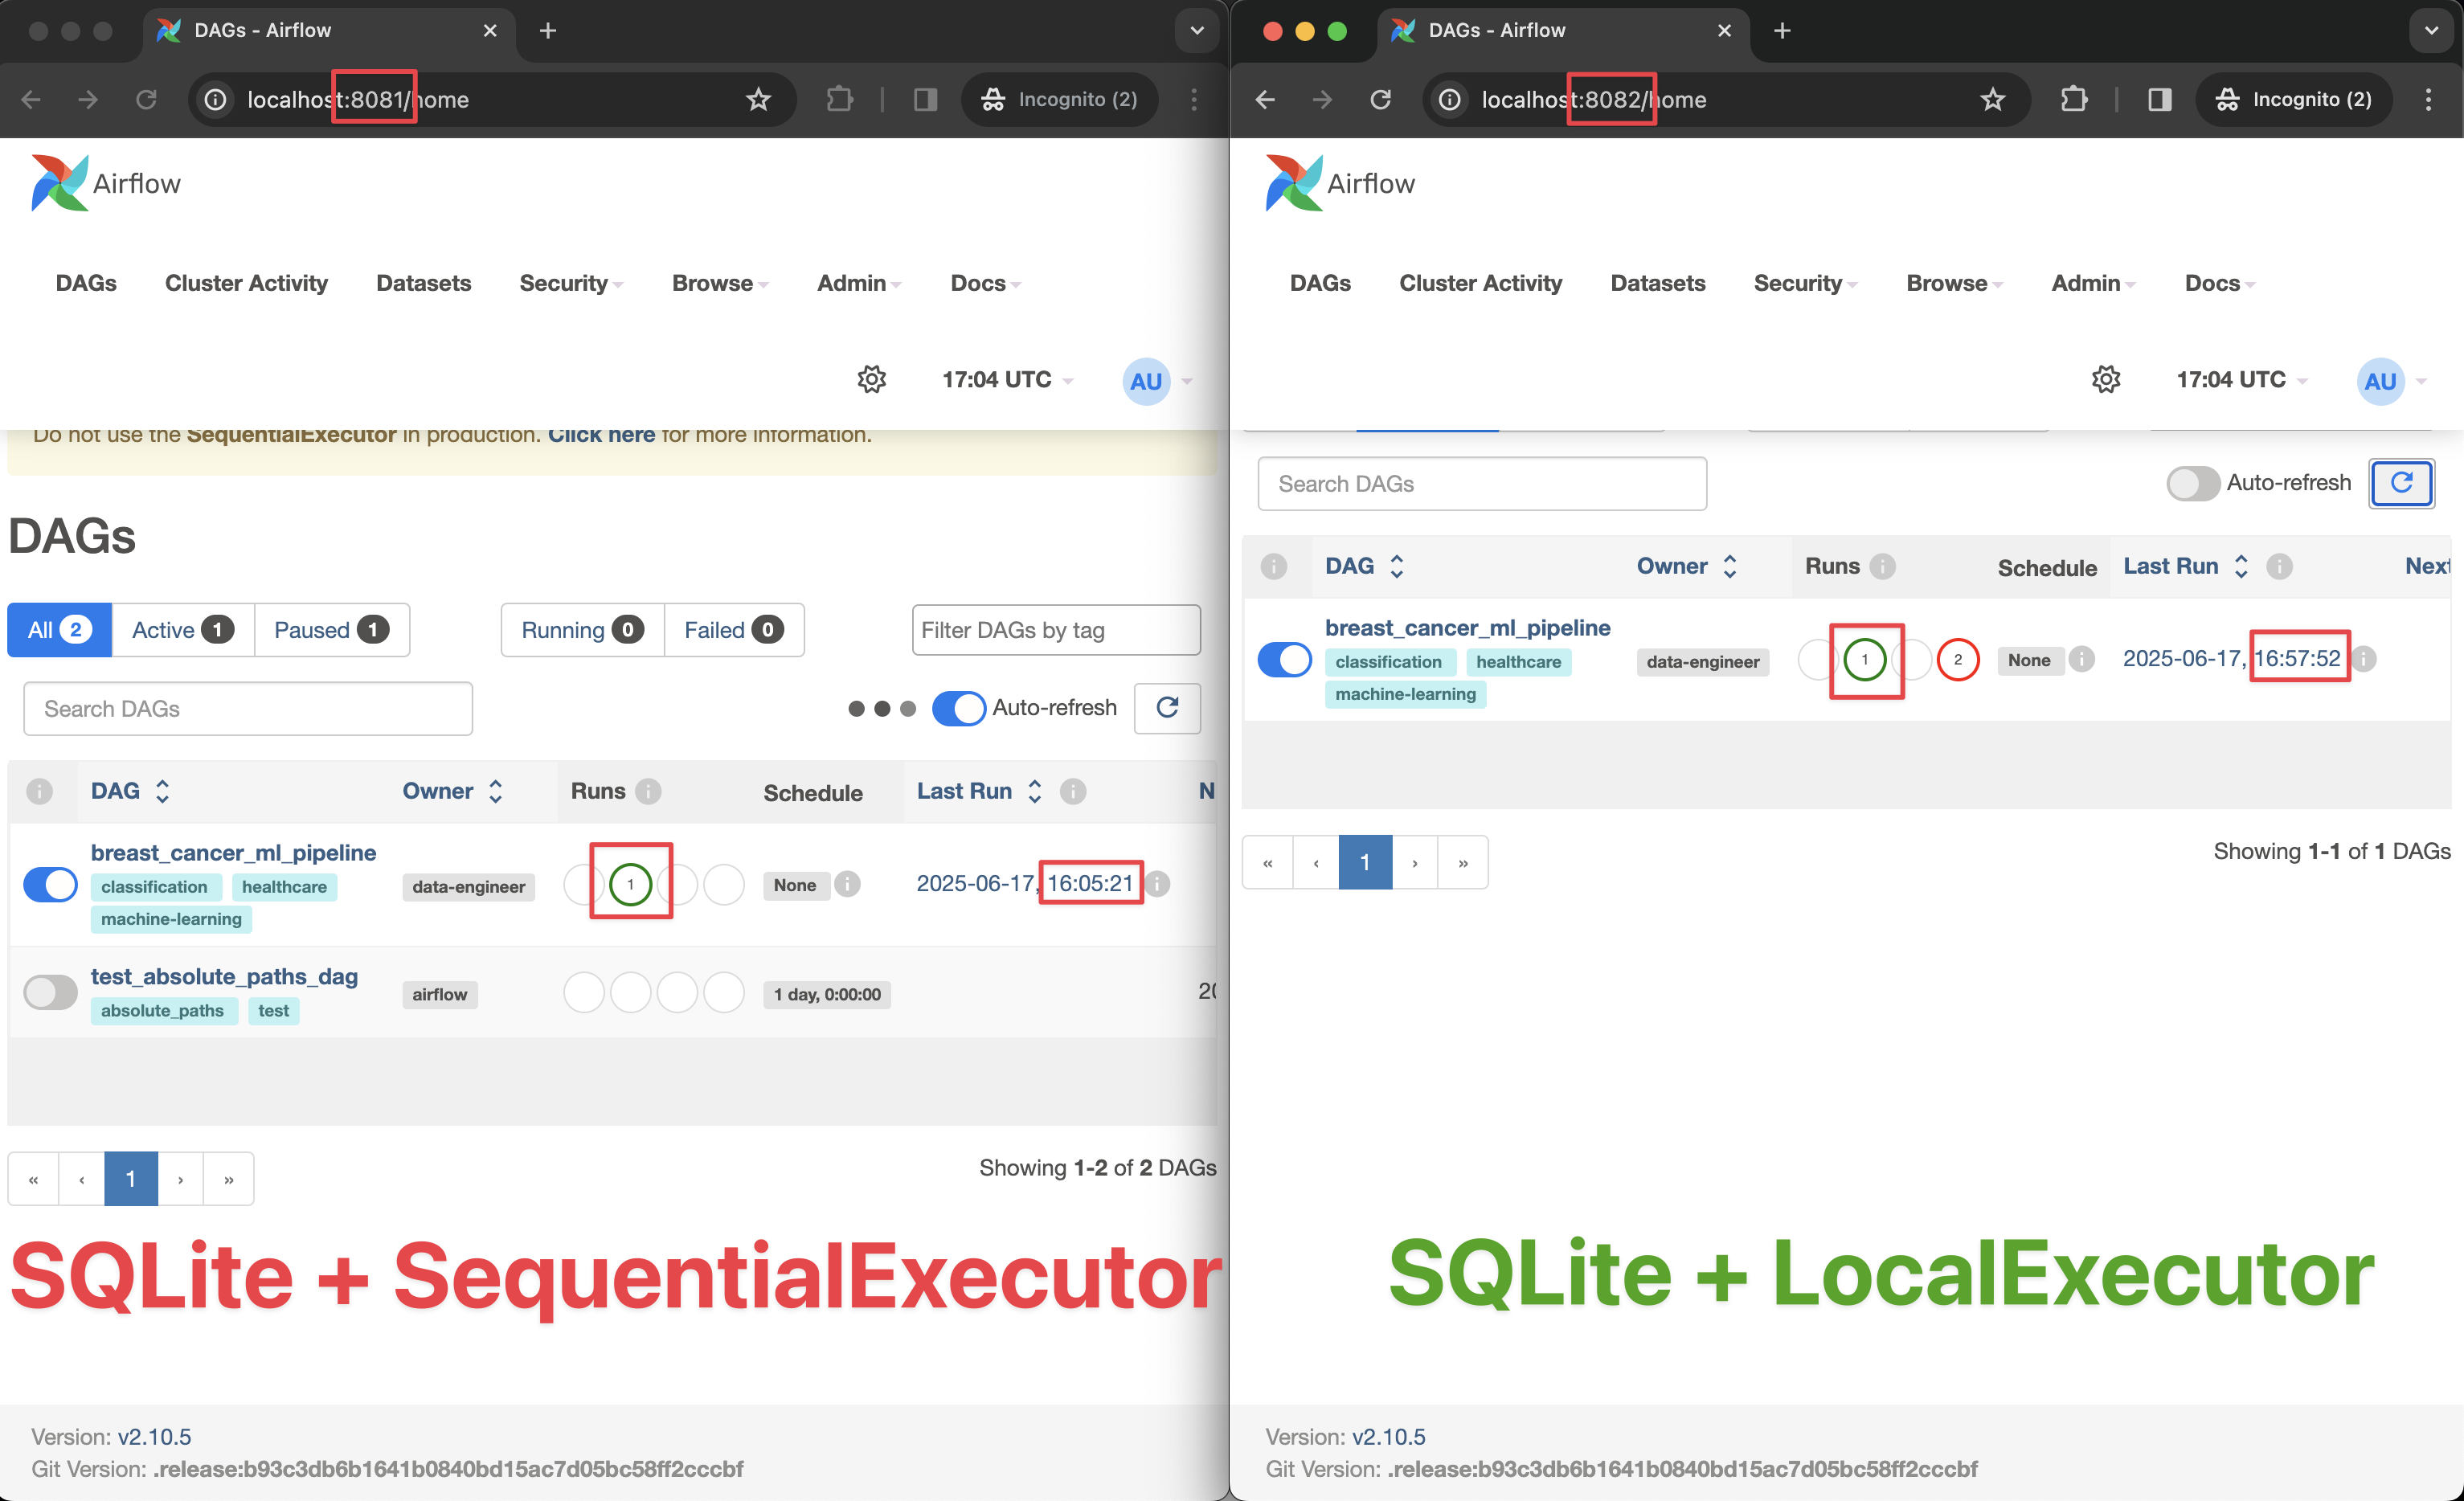 DAGs - Airflow
localhost:8081/home
Incognito (2)
Airflow
DAGs Cluster Activity Datasets Security Browse Admin Docs
17:04 UTC AU
Do not use the SequentialExecutor in production. Click here for more information.
DAGs
All 2 Active 1 Paused 1 Running 0 Failed 0 Filter DAGs by tag
Search DAGs Auto-refresh
DAG Owner Runs Schedule Last Run N
breast_cancer_ml_pipeline
classification healthcare
machine-learning
data-engineer 1 None 2025-06-17, 16:05:21
test_absolute_paths_dag
absolute_paths test
airflow 1 day, 0:00:00 20
« ‹ 1 › »
Showing 1-2 of 2 DAGs
SQLite + SequentialExecutor
Version: v2.10.5
Git Version: .release:b93c3db6b1641b0840bd15ac7d05bc58ff2cccbf
DAGs - Airflow
localhost:8082/home
Incognito (2)
Airflow
DAGs Cluster Activity Datasets Security Browse Admin Docs
17:04 UTC AU
Search DAGs Auto-refresh
DAG Owner Runs Schedule Last Run Next
breast_cancer_ml_pipeline
classification healthcare
machine-learning
data-engineer 1 2 None 2025-06-17, 16:57:52
« ‹ 1 › »
Showing 1-1 of 1 DAGs
SQLite + LocalExecutor
Version: v2.10.5
Git Version: .release:b93c3db6b1641b0840bd15ac7d05bc58ff2cccbf